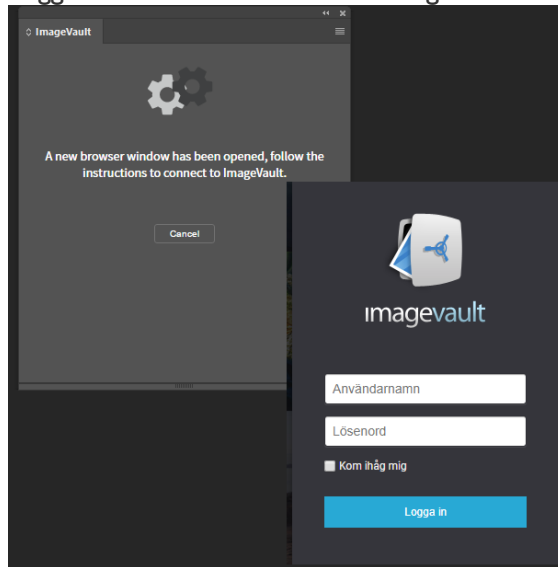 ImageVault
A new browser window has been opened, follow the
instructions to connect to ImageVault.
Cancel
imagevault
Användarnamn
Lösenord
Kom ihåg mig
Logga in